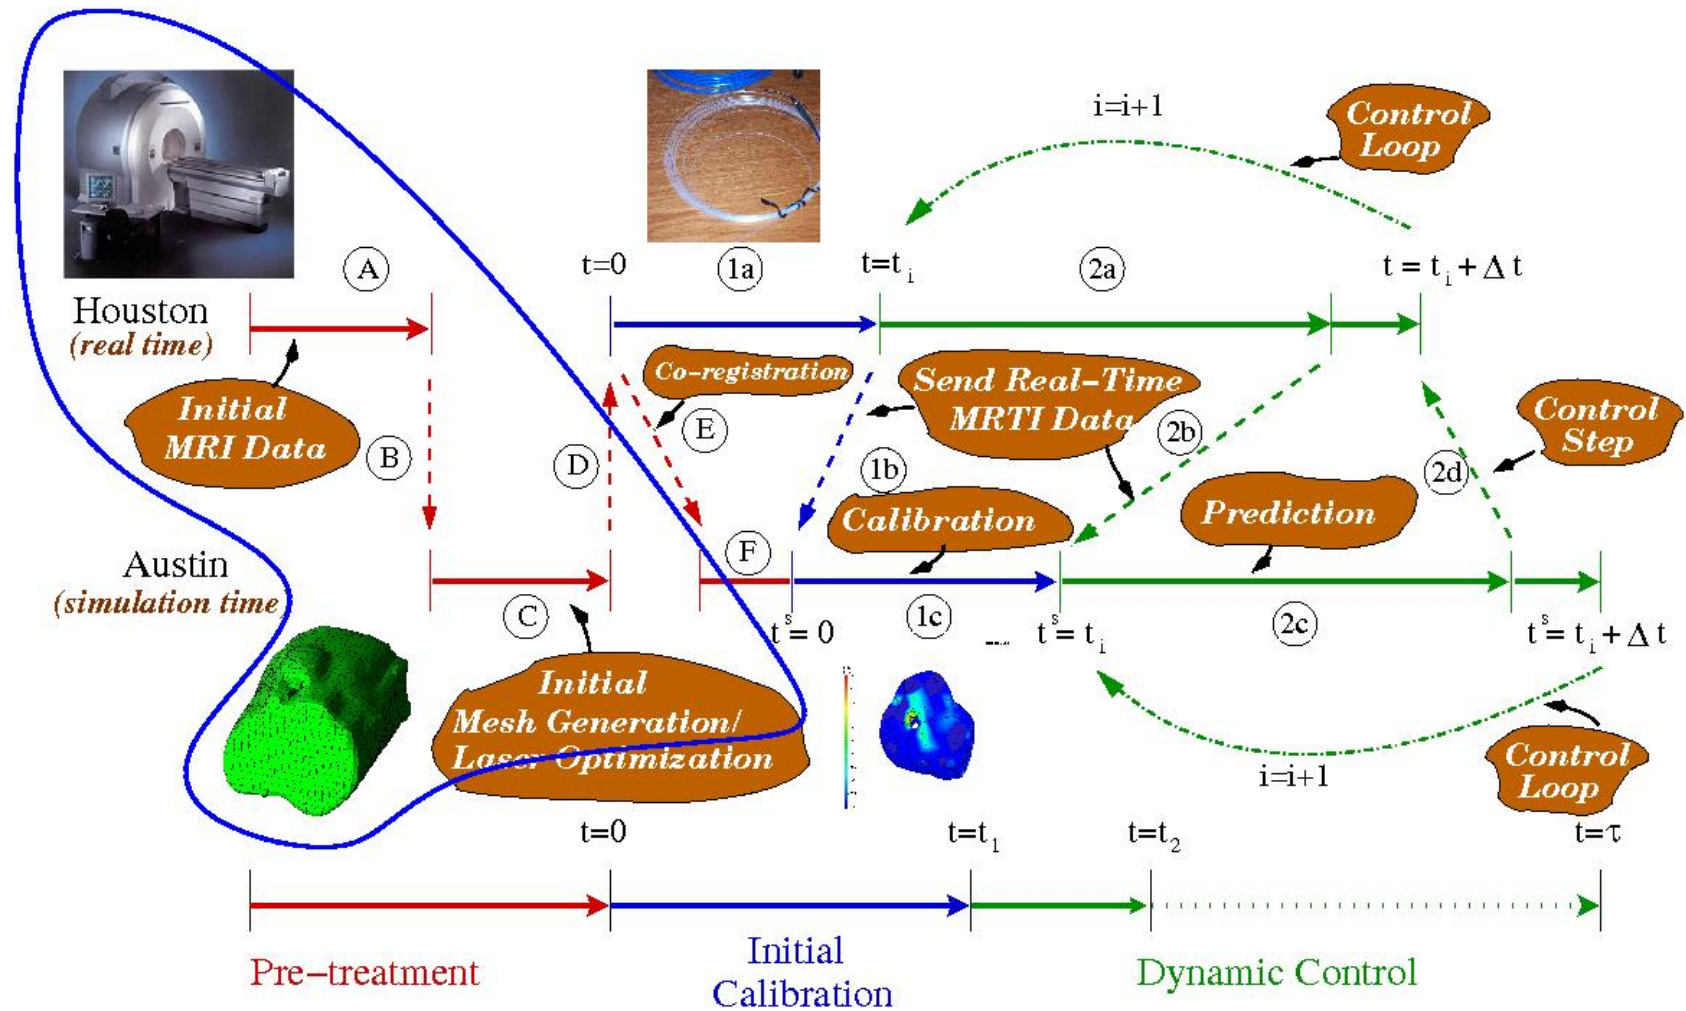 i=i+1
Control
Loop
A
t=0
1a
t=t i
2a
t = t i + Δ t
Houston
(real time)
Co-registration
Send Real-Time
MRTI Data
Initial
MRI Data
B
D
E
1b
2b
2d
Control
Step
Calibration
Prediction
Austin
(simulation time)
F
C
t s = 0
1c
t s = t i
2c
t s = t i + Δ t
Initial
Mesh Generation/
Laser Optimization
i=i+1
Control
Loop
t=0
t=t 1
t=t 2
t=τ
Pre-treatment
Initial
Calibration
Dynamic Control